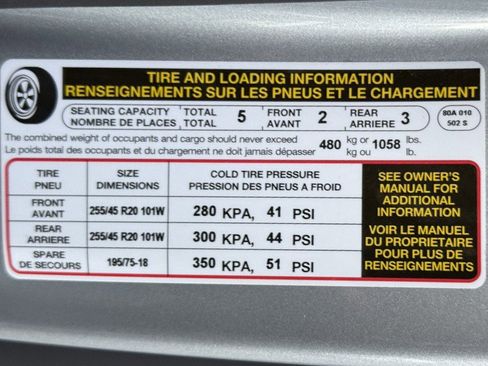 TIRE AND LOADING INFORMATION
RENSEIGNEMENTS SUR LES PNEUS ET LE CHARGEMENT
SEATING CAPACITY TOTAL 5 FRONT 2 REAR 3
NOMBRE DE PLACES TOTAL AVANT ARRIERE
80A 010
502 S
The combined weight of occupants and cargo should never exceed 480 kg or 1058 lbs.
Le poids total des occupants et du chargement ne doit jamais dépasser kg ou lb.
TIRE SIZE COLD TIRE PRESSURE
PNEU DIMENSIONS PRESSION DES PNEUS A FROID
FRONT
AVANT 255/45 R20 101W 280 KPA, 41 PSI
REAR
ARRIERE 255/45 R20 101W 300 KPA, 44 PSI
SPARE
DE SECOURS 195/75-18 350 KPA, 51 PSI
SEE OWNER'S
MANUAL FOR
ADDITIONAL
INFORMATION
VOIR LE MANUEL
DU PROPRIETAIRE
POUR PLUS DE
RENSEIGNEMENTS